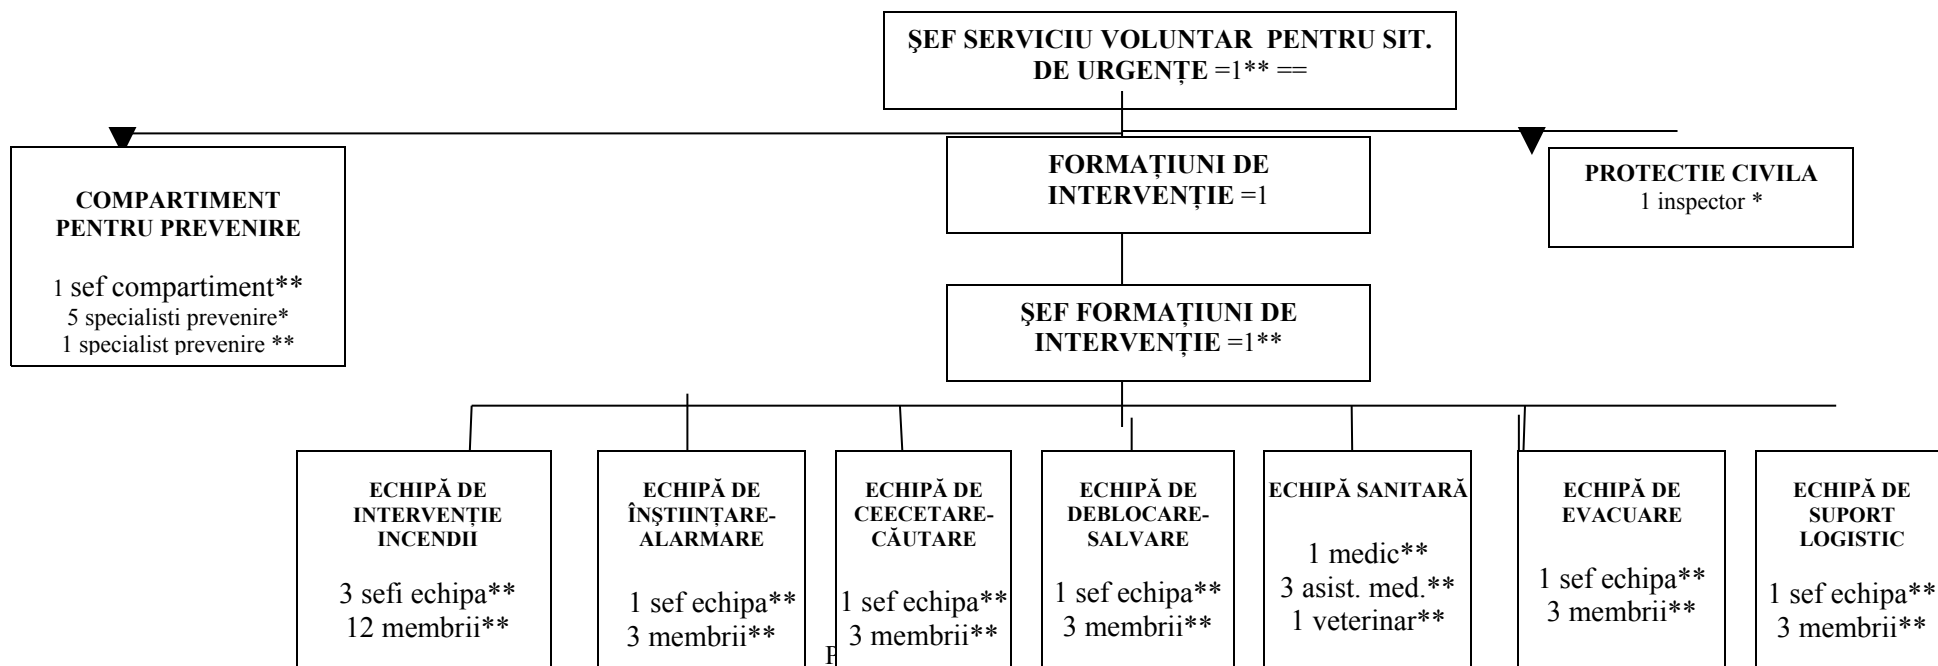 ŞEF SERVICIU VOLUNTAR PENTRU SIT.
DE URGENȚE =1** ==
COMPARTIMENT
PENTRU PREVENIRE
1 sef compartiment**
5 specialisti prevenire*
1 specialist prevenire **
FORMAȚIUNI DE
INTERVENȚIE =1
PROTECTIE CIVILA
1 inspector *
ŞEF FORMAȚIUNI DE
INTERVENȚIE =1**
ECHIPĂ DE
INTERVENȚIE
INCENDII
3 sefi echipa**
12 membrii**
ECHIPĂ DE
ÎNŞTIINȚARE-
ALARMARE
1 sef echipa**
3 membrii**
ECHIPĂ DE
CEECETARE-
CĂUTARE
1 sef echipa**
3 membrii**
ECHIPĂ DE
DEBLOCARE-
SALVARE
1 sef echipa**
3 membrii**
ECHIPĂ SANITARĂ
1 medic**
3 asist. med.**
1 veterinar**
ECHIPĂ DE
EVACUARE
1 sef echipa**
3 membrii**
ECHIPĂ DE
SUPORT
LOGISTIC
1 sef echipa**
3 membrii**